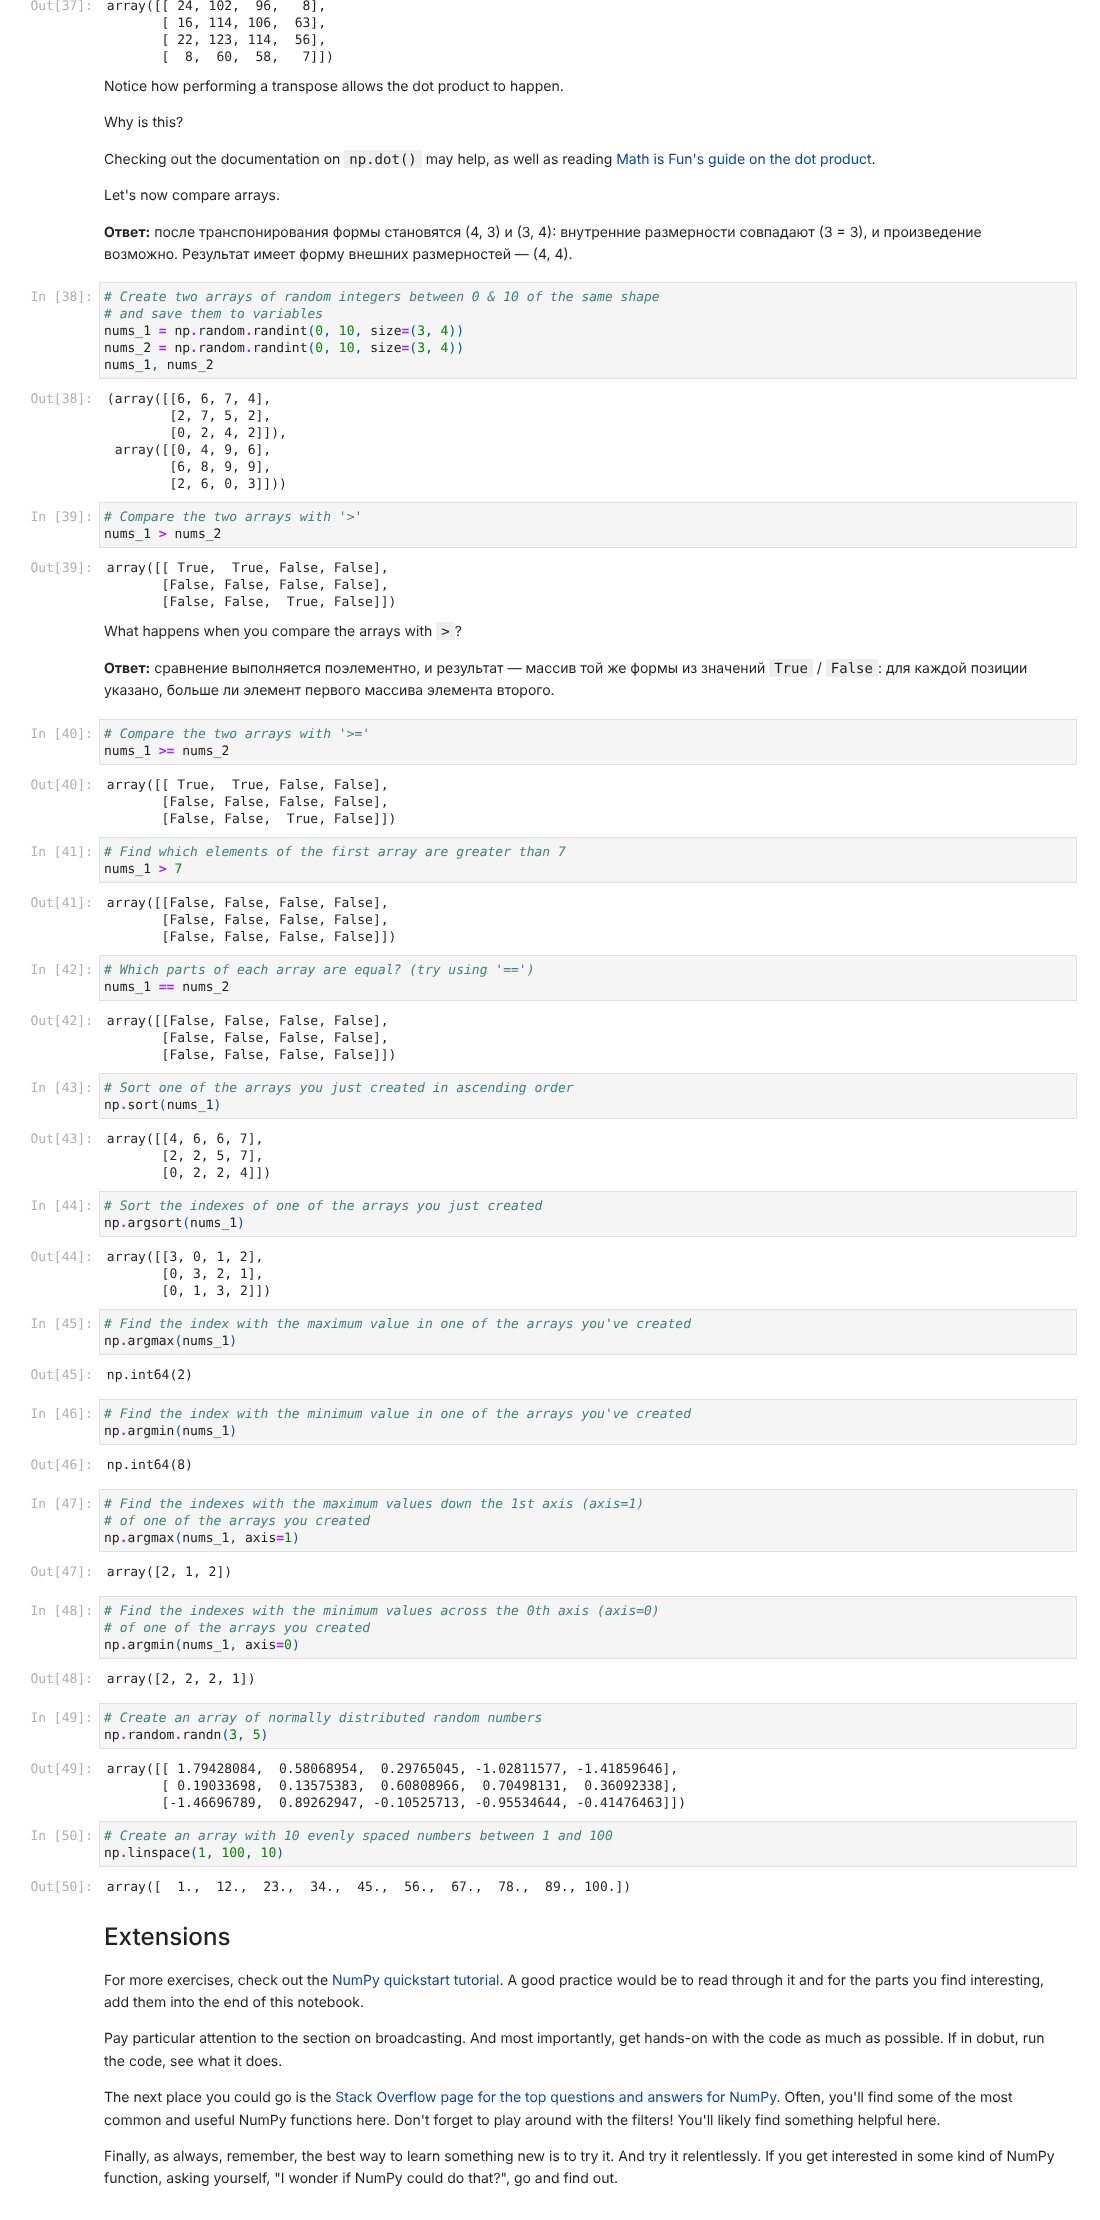 Out[37]: array([[ 24, 102,  96,   8],
       [ 16, 114, 106,  63],
       [ 22, 123, 114,  56],
       [  8,  60,  58,   7]])
Notice how performing a transpose allows the dot product to happen.
Why is this?
Checking out the documentation on np.dot() may help, as well as reading Math is Fun's guide on the dot product.
Let's now compare arrays.
Ответ: после транспонирования формы становятся (4, 3) и (3, 4): внутренние размерности совпадают (3 = 3), и произведение
возможно. Результат имеет форму внешних размерностей — (4, 4).
In [38]: # Create two arrays of random integers between 0 & 10 of the same shape
# and save them to variables
nums_1 = np.random.randint(0, 10, size=(3, 4))
nums_2 = np.random.randint(0, 10, size=(3, 4))
nums_1, nums_2
Out[38]: (array([[6, 6, 7, 4],
        [2, 7, 5, 2],
        [0, 2, 4, 2]]),
 array([[0, 4, 9, 6],
        [6, 8, 9, 9],
        [2, 6, 0, 3]]))
In [39]: # Compare the two arrays with '>'
nums_1 > nums_2
Out[39]: array([[ True,  True, False, False],
       [False, False, False, False],
       [False, False,  True, False]])
What happens when you compare the arrays with > ?
Ответ: сравнение выполняется поэлементно, и результат — массив той же формы из значений True / False : для каждой позиции
указано, больше ли элемент первого массива элемента второго.
In [40]: # Compare the two arrays with '>='
nums_1 >= nums_2
Out[40]: array([[ True,  True, False, False],
       [False, False, False, False],
       [False, False,  True, False]])
In [41]: # Find which elements of the first array are greater than 7
nums_1 > 7
Out[41]: array([[False, False, False, False],
       [False, False, False, False],
       [False, False, False, False]])
In [42]: # Which parts of each array are equal? (try using '==')
nums_1 == nums_2
Out[42]: array([[False, False, False, False],
       [False, False, False, False],
       [False, False, False, False]])
In [43]: # Sort one of the arrays you just created in ascending order
np.sort(nums_1)
Out[43]: array([[4, 6, 6, 7],
       [2, 2, 5, 7],
       [0, 2, 2, 4]])
In [44]: # Sort the indexes of one of the arrays you just created
np.argsort(nums_1)
Out[44]: array([[3, 0, 1, 2],
       [0, 3, 2, 1],
       [0, 1, 3, 2]])
In [45]: # Find the index with the maximum value in one of the arrays you've created
np.argmax(nums_1)
Out[45]: np.int64(2)
In [46]: # Find the index with the minimum value in one of the arrays you've created
np.argmin(nums_1)
Out[46]: np.int64(8)
In [47]: # Find the indexes with the maximum values down the 1st axis (axis=1)
# of one of the arrays you created
np.argmax(nums_1, axis=1)
Out[47]: array([2, 1, 2])
In [48]: # Find the indexes with the minimum values across the 0th axis (axis=0)
# of one of the arrays you created
np.argmin(nums_1, axis=0)
Out[48]: array([2, 2, 2, 1])
In [49]: # Create an array of normally distributed random numbers
np.random.randn(3, 5)
Out[49]: array([[ 1.79428084,  0.58068954,  0.29765045, -1.02811577, -1.41859646],
       [ 0.19033698,  0.13575383,  0.60808966,  0.70498131,  0.36092338],
       [-1.46696789,  0.89262947, -0.10525713, -0.95534644, -0.41476463]])
In [50]: # Create an array with 10 evenly spaced numbers between 1 and 100
np.linspace(1, 100, 10)
Out[50]: array([  1.,  12.,  23.,  34.,  45.,  56.,  67.,  78.,  89., 100.])
Extensions
For more exercises, check out the NumPy quickstart tutorial. A good practice would be to read through it and for the parts you find interesting,
add them into the end of this notebook.
Pay particular attention to the section on broadcasting. And most importantly, get hands-on with the code as much as possible. If in dobut, run
the code, see what it does.
The next place you could go is the Stack Overflow page for the top questions and answers for NumPy. Often, you'll find some of the most
common and useful NumPy functions here. Don't forget to play around with the filters! You'll likely find something helpful here.
Finally, as always, remember, the best way to learn something new is to try it. And try it relentlessly. If you get interested in some kind of NumPy
function, asking yourself, "I wonder if NumPy could do that?", go and find out.